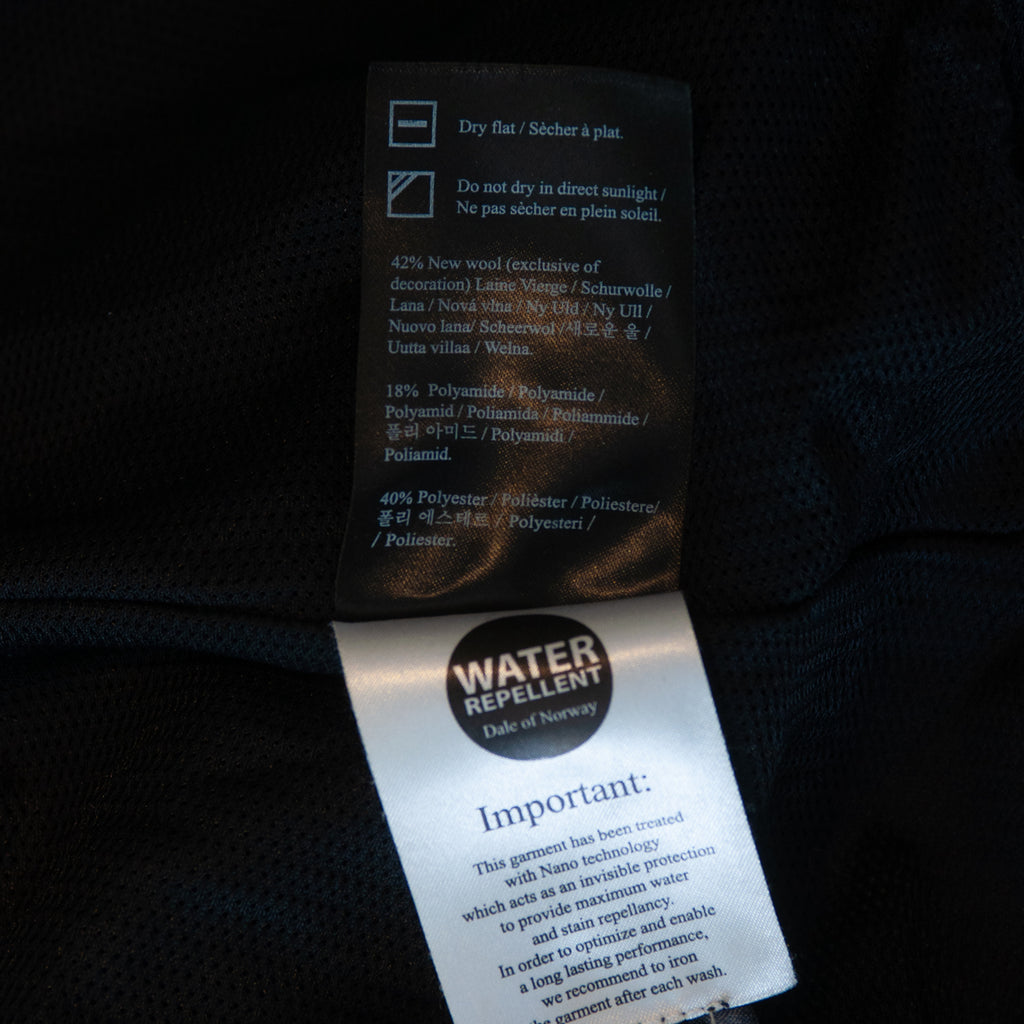 Dry flat / Sècher à plat.
Do not dry in direct sunlight /
Ne pas sècher en plein soleil.
42% New wool (exclusive of
decoration) Laine Vierge / Schurwolle /
Lana / Nová vlna / Ny Uld / Ny Ull /
Nuovo lana/ Scheerwol /새로운 울 /
Uutta villaa / Wełna.
18% Polyamide / Polyamide /
Polyamid / Poliamida / Poliammide /
폴리 아미드 / Polyamidi /
Poliamid.
40% Polyester / Polièster / Poliestere/
폴리 에스테르 / Polyesteri /
/ Poliester.
WATER
REPELLENT
Dale of Norway
Important:
This garment has been treated
with Nano technology
which acts as an invisible protection
to provide maximum water
and stain repellancy.
In order to optimize and enable
a long lasting performance,
we recommend to iron
the garment after each wash.